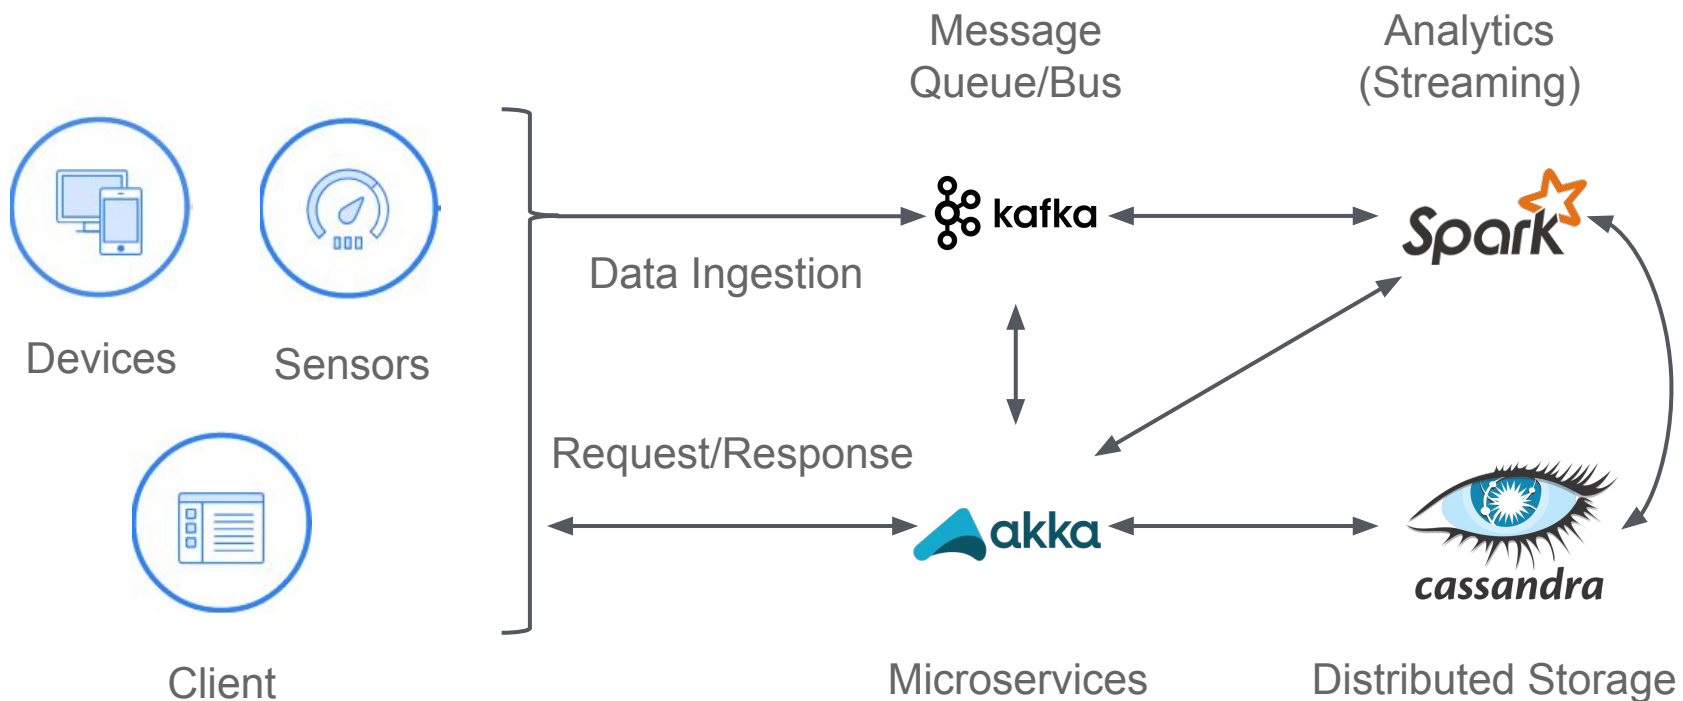 Message
Queue/Bus
Analytics
(Streaming)
kafka
Spark
Data Ingestion
Devices
Sensors
Request/Response
akka
cassandra
Client
Microservices
Distributed Storage